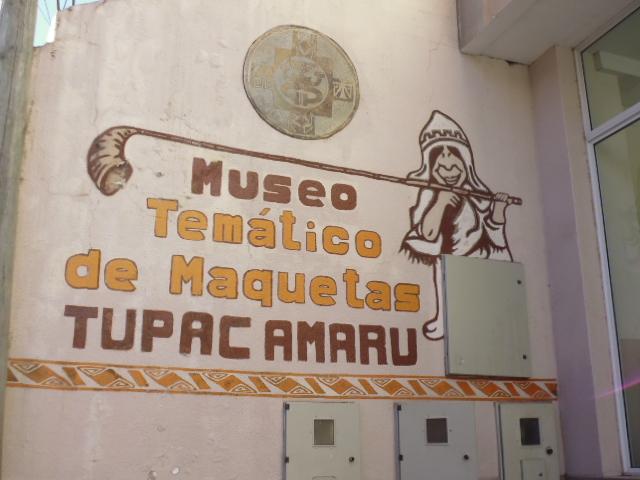 Museo
Temático
de Maquetas
TUPAC AMARU